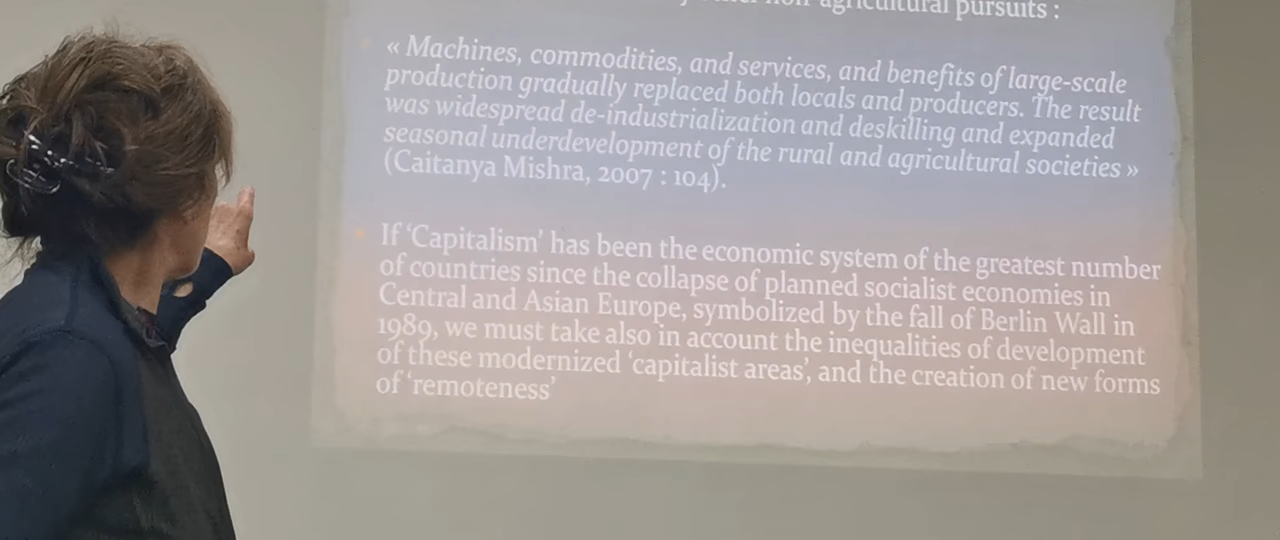 non-agricultural pursuits :
« Machines, commodities, and services, and benefits of large-scale
production gradually replaced both locals and producers. The result
was widespread de-industrialization and deskilling and expanded
seasonal underdevelopment of the rural and agricultural societies »
(Caitanya Mishra, 2007 : 104).
If ‘Capitalism’ has been the economic system of the greatest number
of countries since the collapse of planned socialist economies in
Central and Asian Europe, symbolized by the fall of Berlin Wall in
1989, we must take also in account the inequalities of development
of these modernized ‘capitalist areas’, and the creation of new forms
of ‘remoteness’